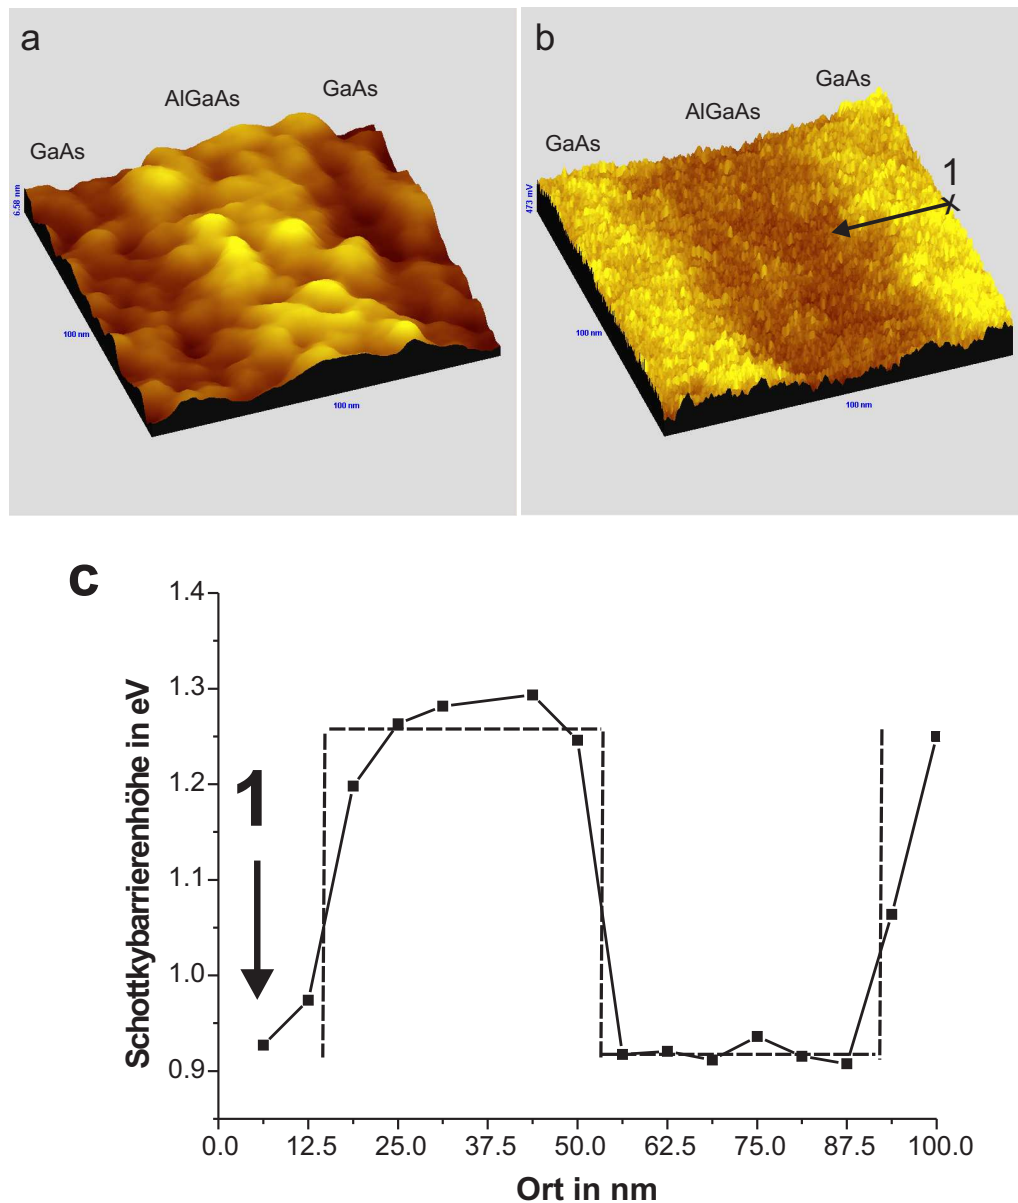 a
AlGaAs
GaAs
GaAs
6.58 nm
100 nm
100 nm
b
GaAs
AlGaAs
GaAs
1
473 mV
100 nm
100 nm
c
Schottkybarrierenhöhe in eV
1.4
1.3
1.2
1.1
1.0
0.9
1
0.0 12.5 25.0 37.5 50.0 62.5 75.0 87.5 100.0
Ort in nm